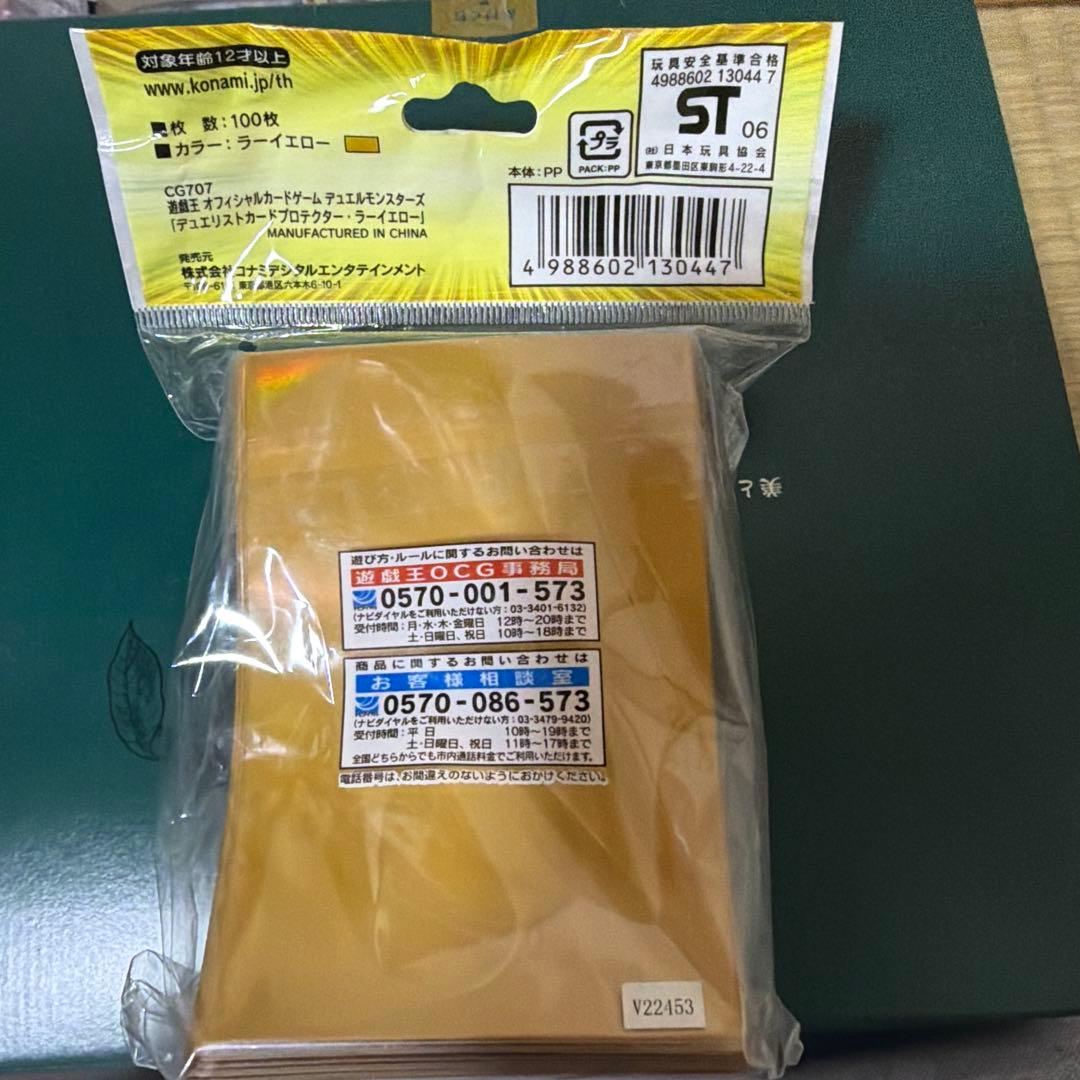 対象年齢12才以上
www.konami.jp/th
■枚 数:100枚
■カラー:ラーイエロー
CG707
遊戯王 オフィシャルカードゲーム デュエルモンスターズ
「デュエリストカードプロテクター・ラーイエロー」
MANUFACTURED IN CHINA
発売元
株式会社コナミデジタルエンタテインメント
東京都港区六本木6-10-1
本体:PP
プラ
PACK:PP
玩具安全基準合格
4988602 13044 7
ST 06
(社)日本玩具協会
東京都墨田区東駒形4-22-4
4 988602 130447
美と
遊び方・ルールに関するお問い合わせは
遊戯王OCG事務局
0570-001-573
(ナビダイヤルをご利用いただけない方:03-3401-6132)
受付時間:月・水・木・金曜日 12時〜20時まで
土・日曜日、祝日 10時〜18時まで
商品に関するお問い合わせは
お客様相談室
0570-086-573
(ナビダイヤルをご利用いただけない方:03-3479-9420)
受付時間:平日 10時〜19時まで
土・日曜日、祝日 11時〜17時まで
全国どちらからでも市内通話料金でご利用いただけます。
電話番号は、お間違えのないようにおかけください。
V22453